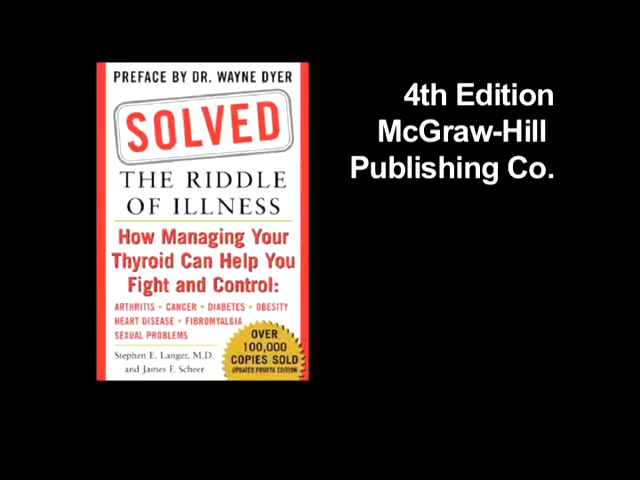 PREFACE BY DR. WAYNE DYER
SOLVED
THE RIDDLE
OF ILLNESS
How Managing Your
Thyroid Can Help You
Fight and Control:
ARTHRITIS • CANCER • DIABETES • OBESITY
HEART DISEASE • FIBROMYALGIA
SEXUAL PROBLEMS
Stephen E. Langer, M.D.
and James F. Scheer
OVER
100,000
COPIES SOLD
UPDATED FOURTH EDITION
4th Edition
McGraw-Hill
Publishing Co.